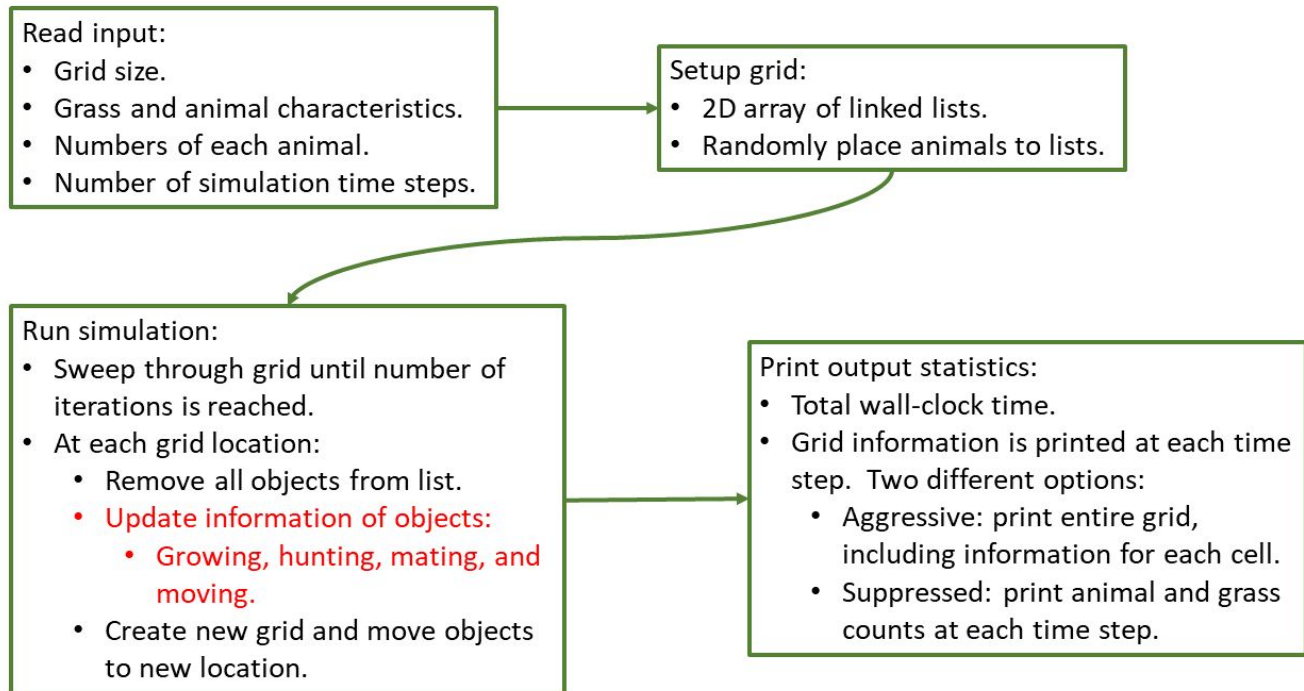 Read input:
• Grid size.
• Grass and animal characteristics.
• Numbers of each animal.
• Number of simulation time steps.
Setup grid:
• 2D array of linked lists.
• Randomly place animals to lists.
Run simulation:
• Sweep through grid until number of
iterations is reached.
• At each grid location:
• Remove all objects from list.
• Update information of objects:
• Growing, hunting, mating, and
moving.
• Create new grid and move objects
to new location.
Print output statistics:
• Total wall-clock time.
• Grid information is printed at each time
step.  Two different options:
• Aggressive: print entire grid,
including information for each cell.
• Suppressed: print animal and grass
counts at each time step.